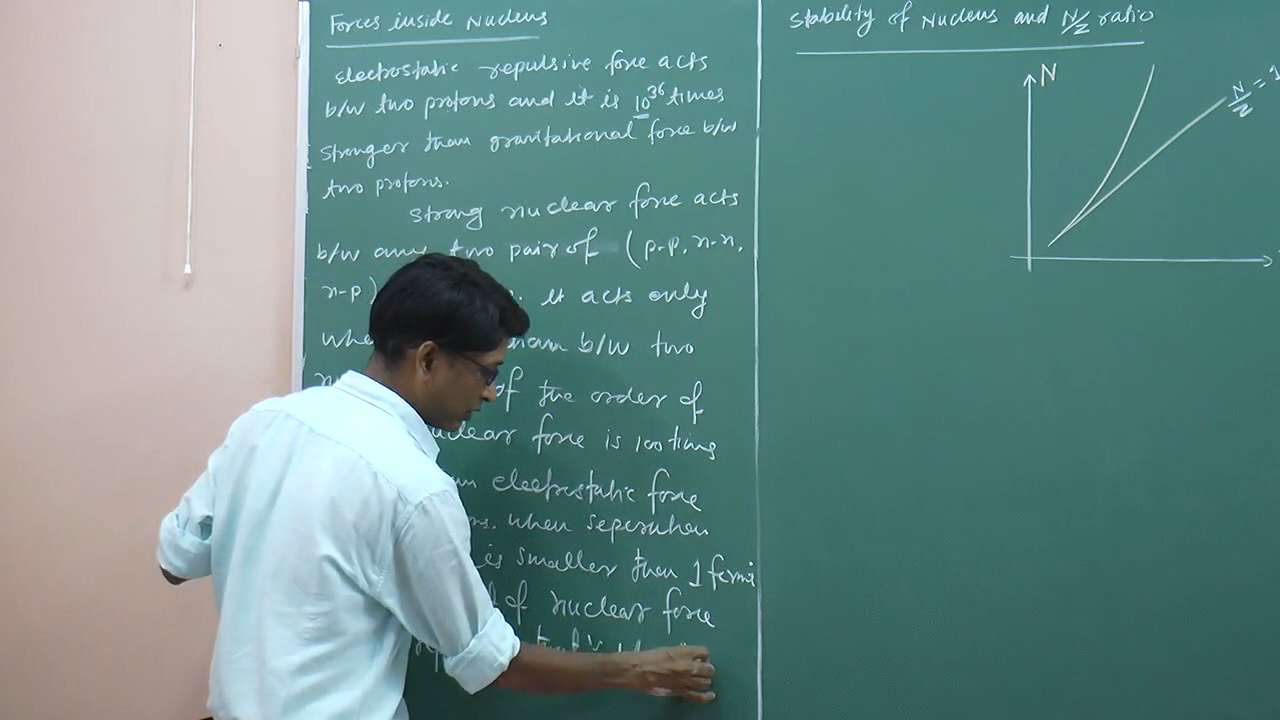 Forces inside Nucleus
electrostatic repulsive force acts
b/w two protons and it is 10^36 times
stronger than gravitational force b/w
two protons.
strong nuclear force acts
b/w any two pair of (p-p, n-n,
n-p) it acts only
b/w two
of the order of
force is 100 times
electrostatic force
when seperation
is smaller then 1 fermi
of nuclear force
Stability of Nucleus and N/Z ratio
N
N/Z = 1